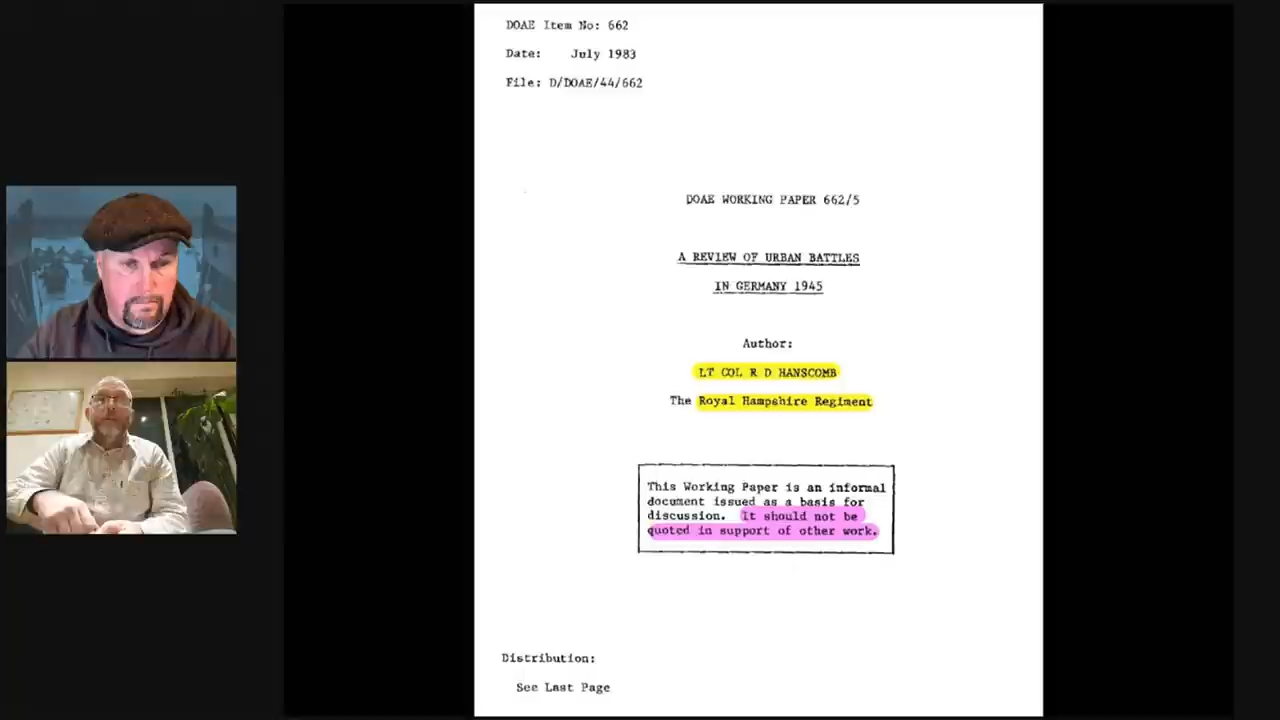 DOAE Item No: 662
Date: July 1983
File: D/DOAE/44/662
DOAE WORKING PAPER 662/5
A REVIEW OF URBAN BATTLES
IN GERMANY 1945
Author:
LT COL R D HANSCOMB
The Royal Hampshire Regiment
This Working Paper is an informal
document issued as a basis for
discussion. It should not be
quoted in support of other work.
Distribution:
See Last Page